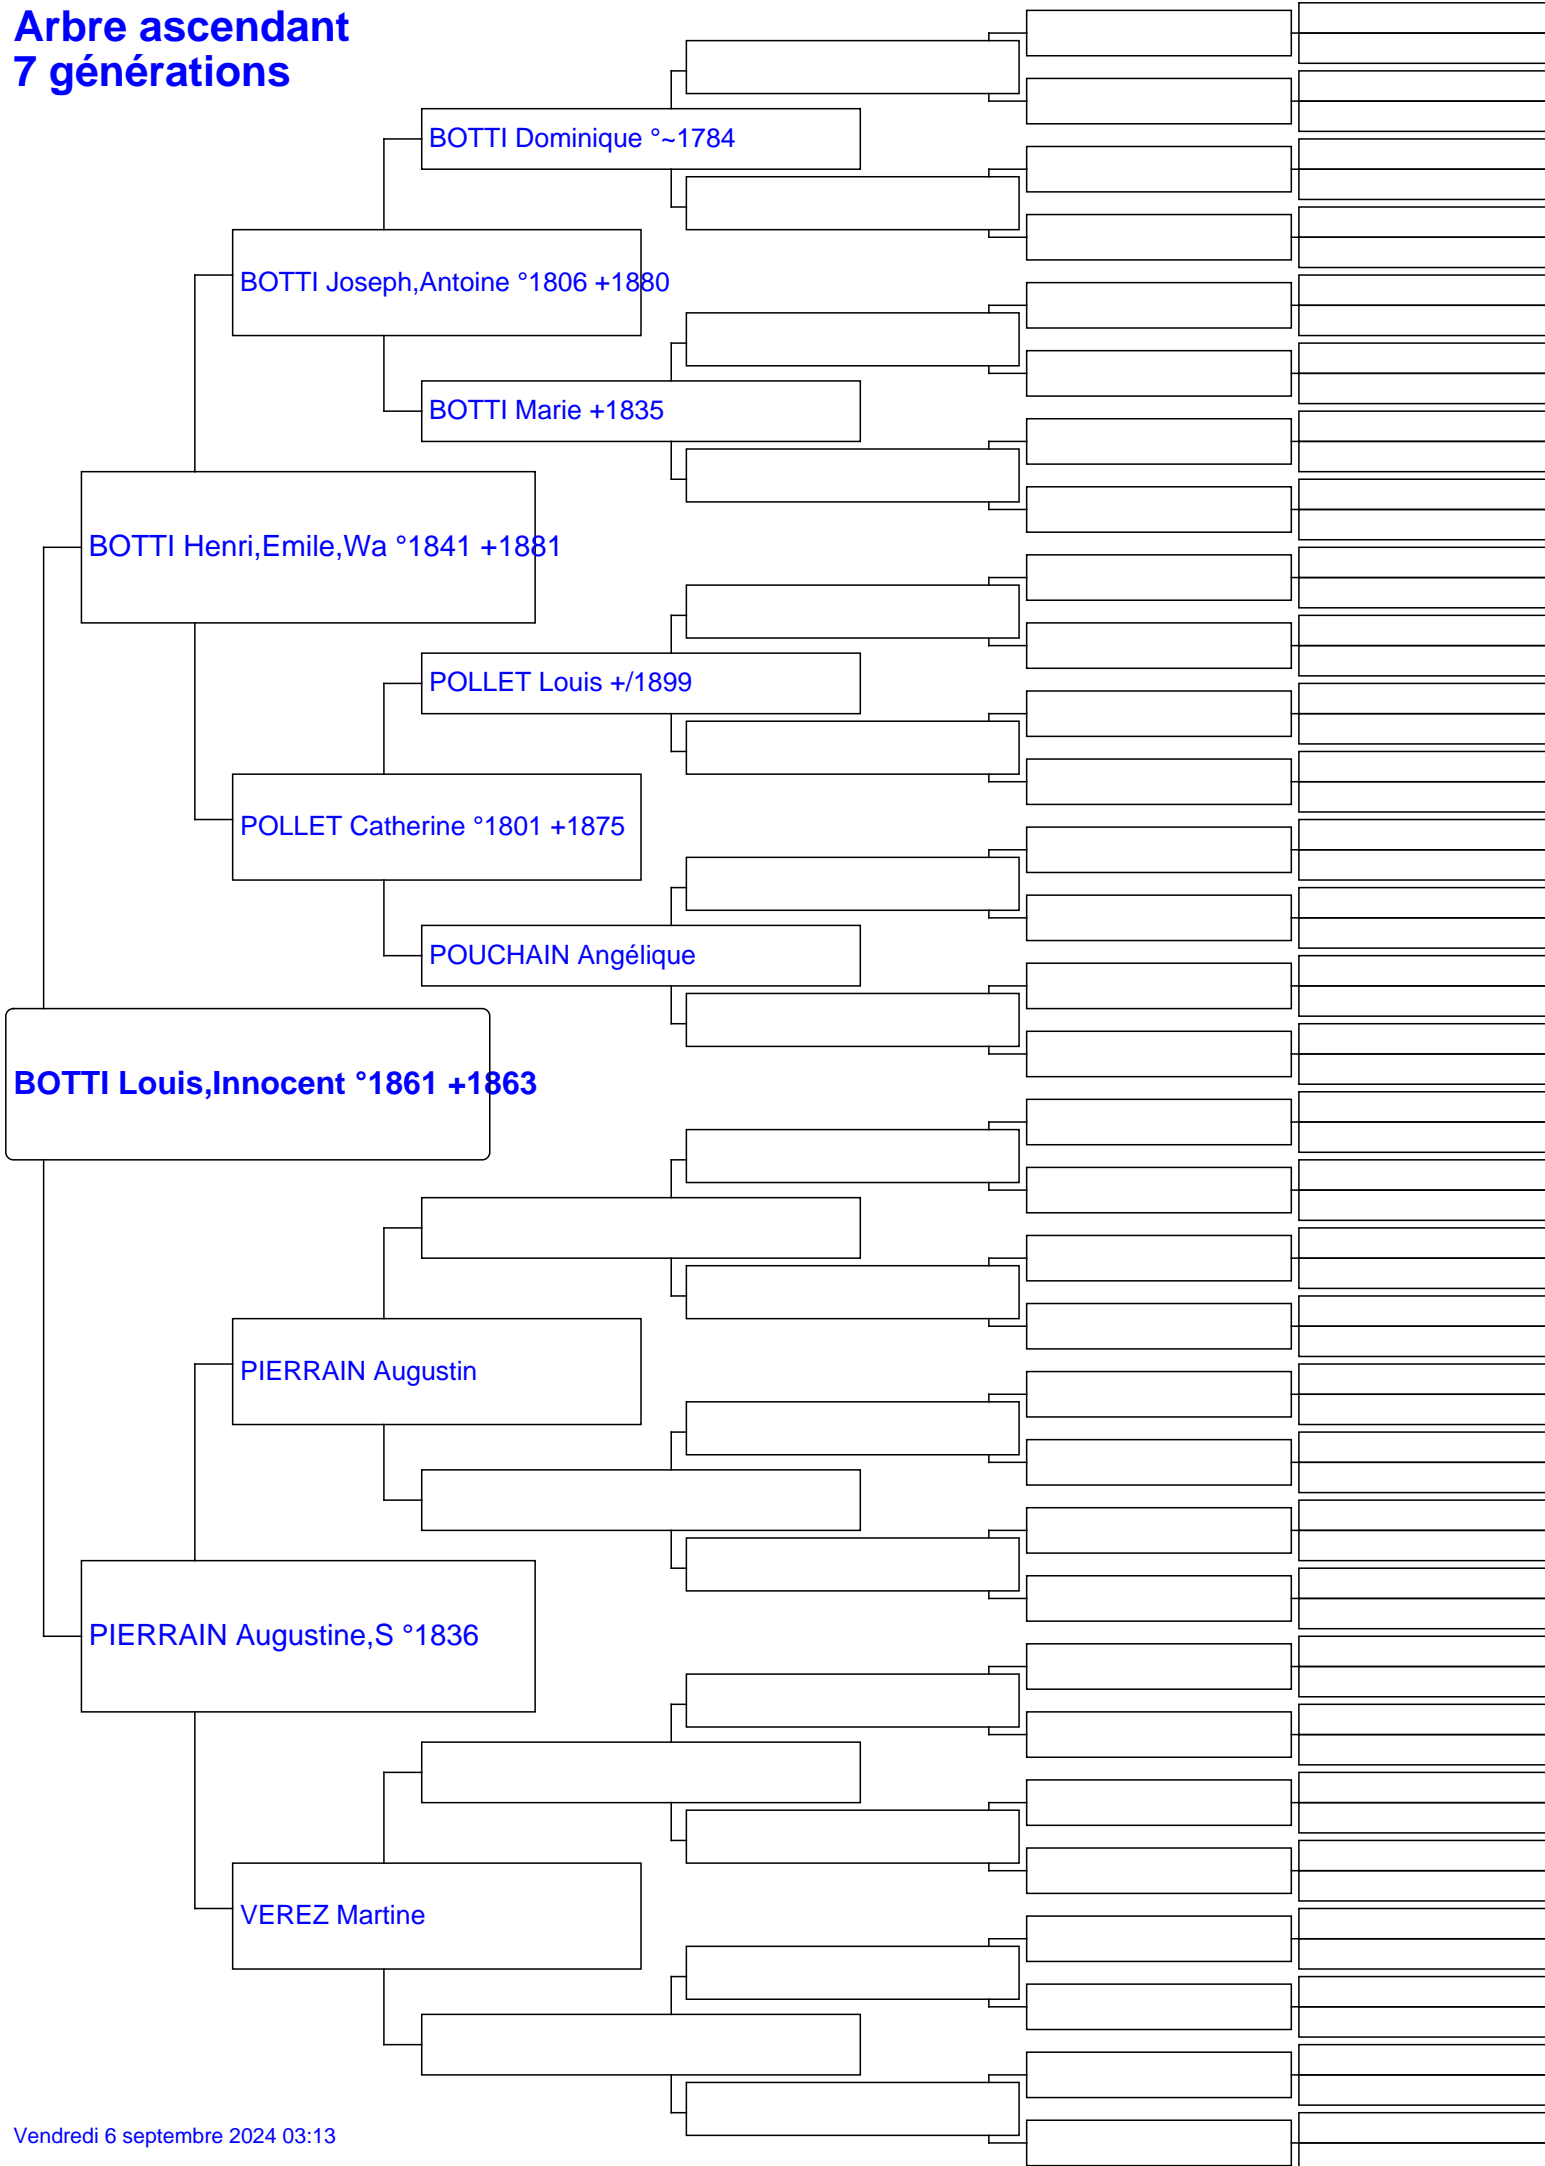 Arbre ascendant
7 générations
BOTTI Dominique °~1784
BOTTI Joseph,Antoine °1806 +1880
BOTTI Marie +1835
BOTTI Henri,Emile,Wa °1841 +1881
POLLET Louis +/1899
POLLET Catherine °1801 +1875
POUCHAIN Angélique
BOTTI Louis,Innocent °1861 +1863
PIERRAIN Augustin
PIERRAIN Augustine,S °1836
VEREZ Martine
Vendredi 6 septembre 2024 03:13